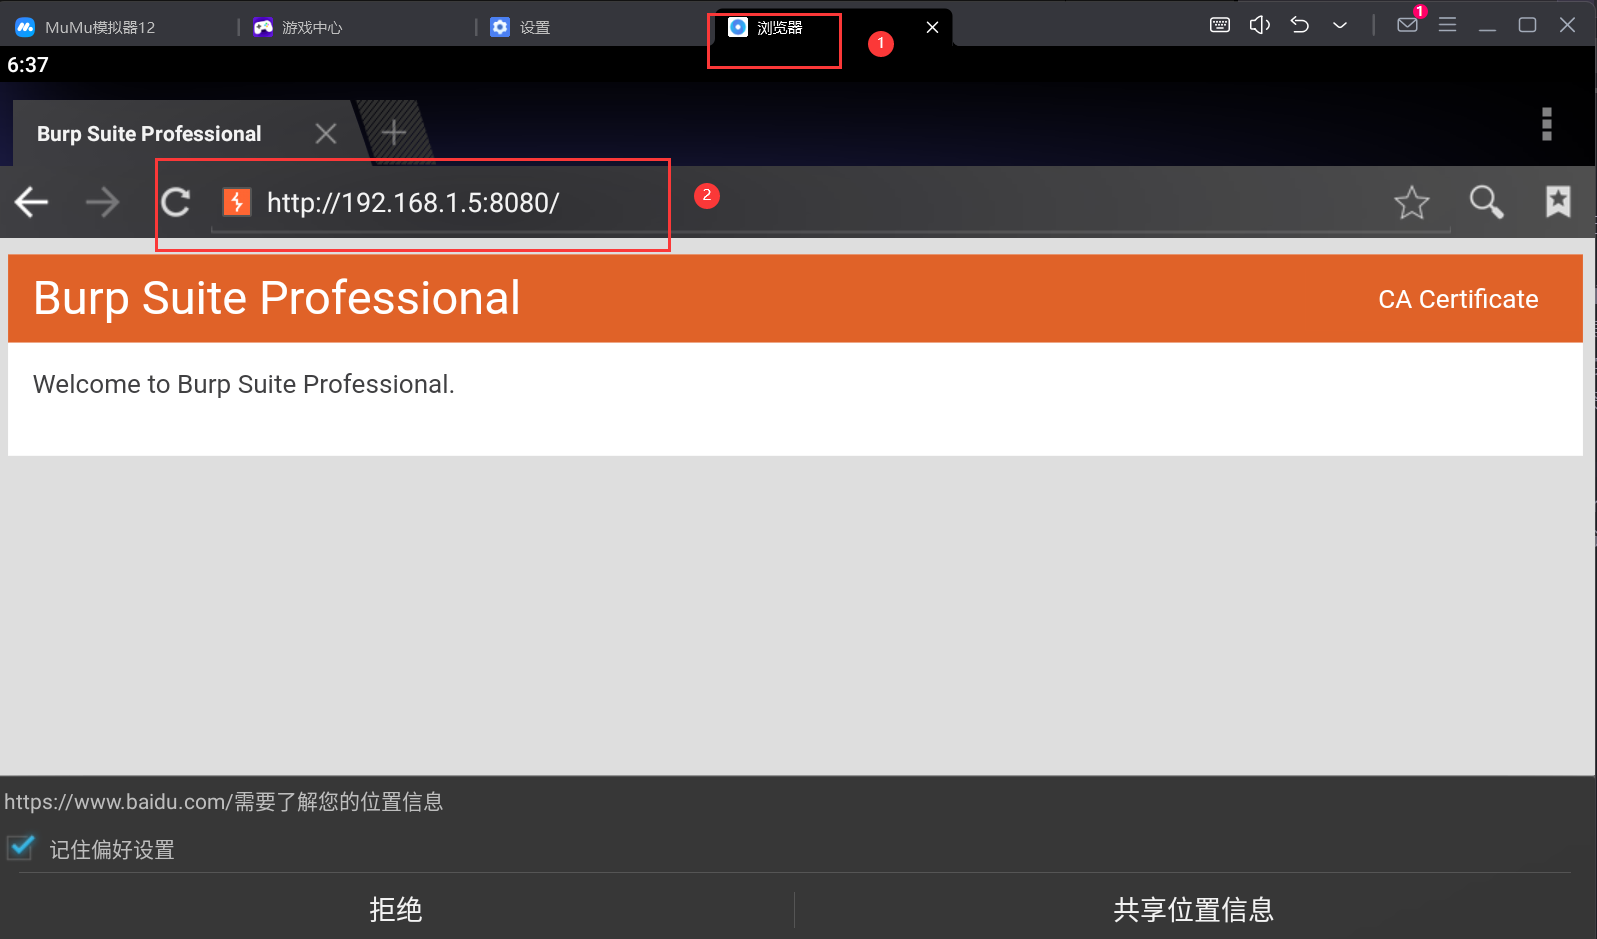 MuMu模拟器12
游戏中心
设置
浏览器
1
1
6:37
Burp Suite Professional
http://192.168.1.5:8080/
2
Burp Suite Professional
CA Certificate
Welcome to Burp Suite Professional.
https://www.baidu.com/需要了解您的位置信息
记住偏好设置
拒绝
共享位置信息